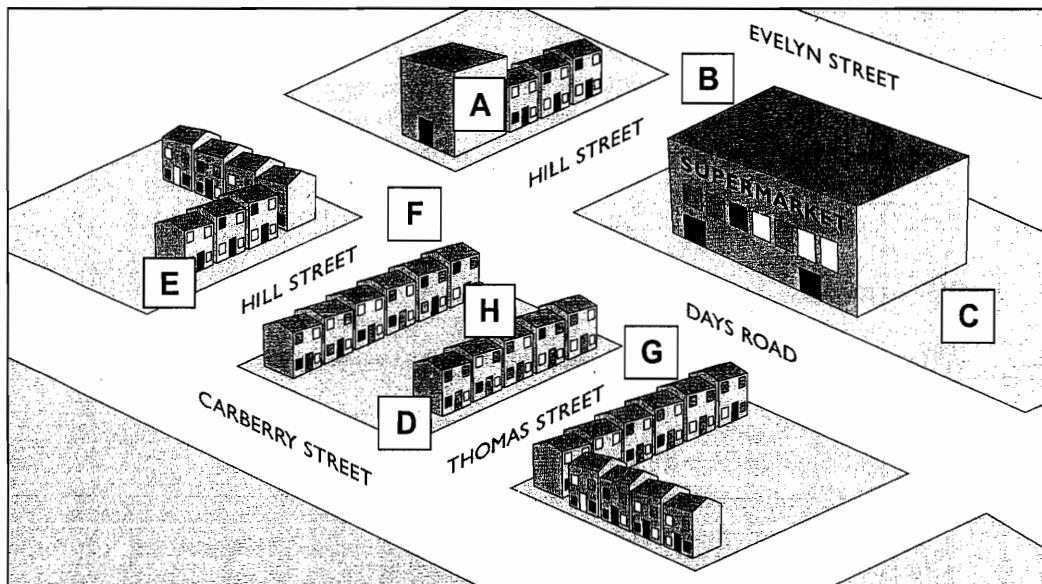 EVELYN STREET
B
A
HILL STREET
SUPERMARKET
F
E
HILL STREET
H
C
DAYS ROAD
G
D
CARBERRY STREET
THOMAS STREET